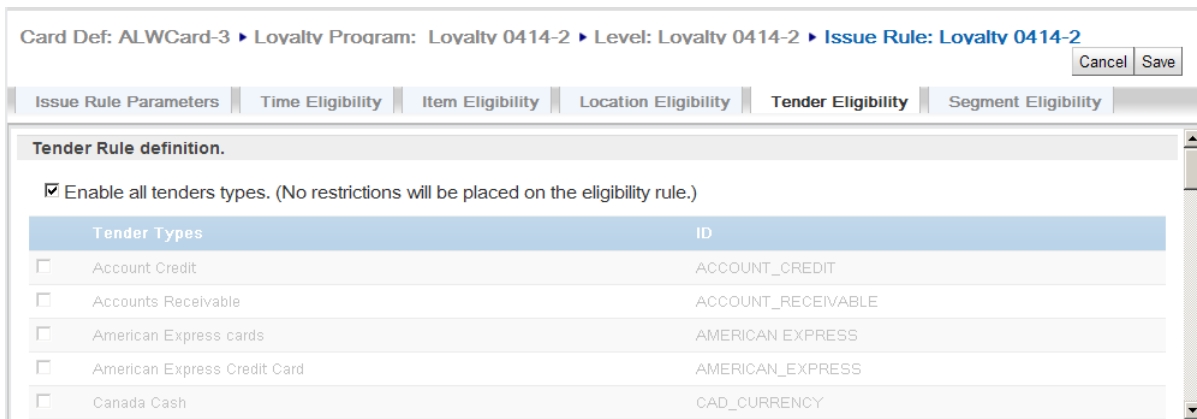 Card Def: ALWCard-3 ▸ Loyalty Program: Loyalty 0414-2 ▸ Level: Loyalty 0414-2 ▸ Issue Rule: Loyalty 0414-2
Cancel Save
Issue Rule Parameters Time Eligibility Item Eligibility Location Eligibility Tender Eligibility Segment Eligibility
Tender Rule definition.
Enable all tenders types. (No restrictions will be placed on the eligibility rule.)
Tender Types ID
Account Credit ACCOUNT_CREDIT
Accounts Receivable ACCOUNT_RECEIVABLE
American Express cards AMERICAN EXPRESS
American Express Credit Card AMERICAN_EXPRESS
Canada Cash CAD_CURRENCY